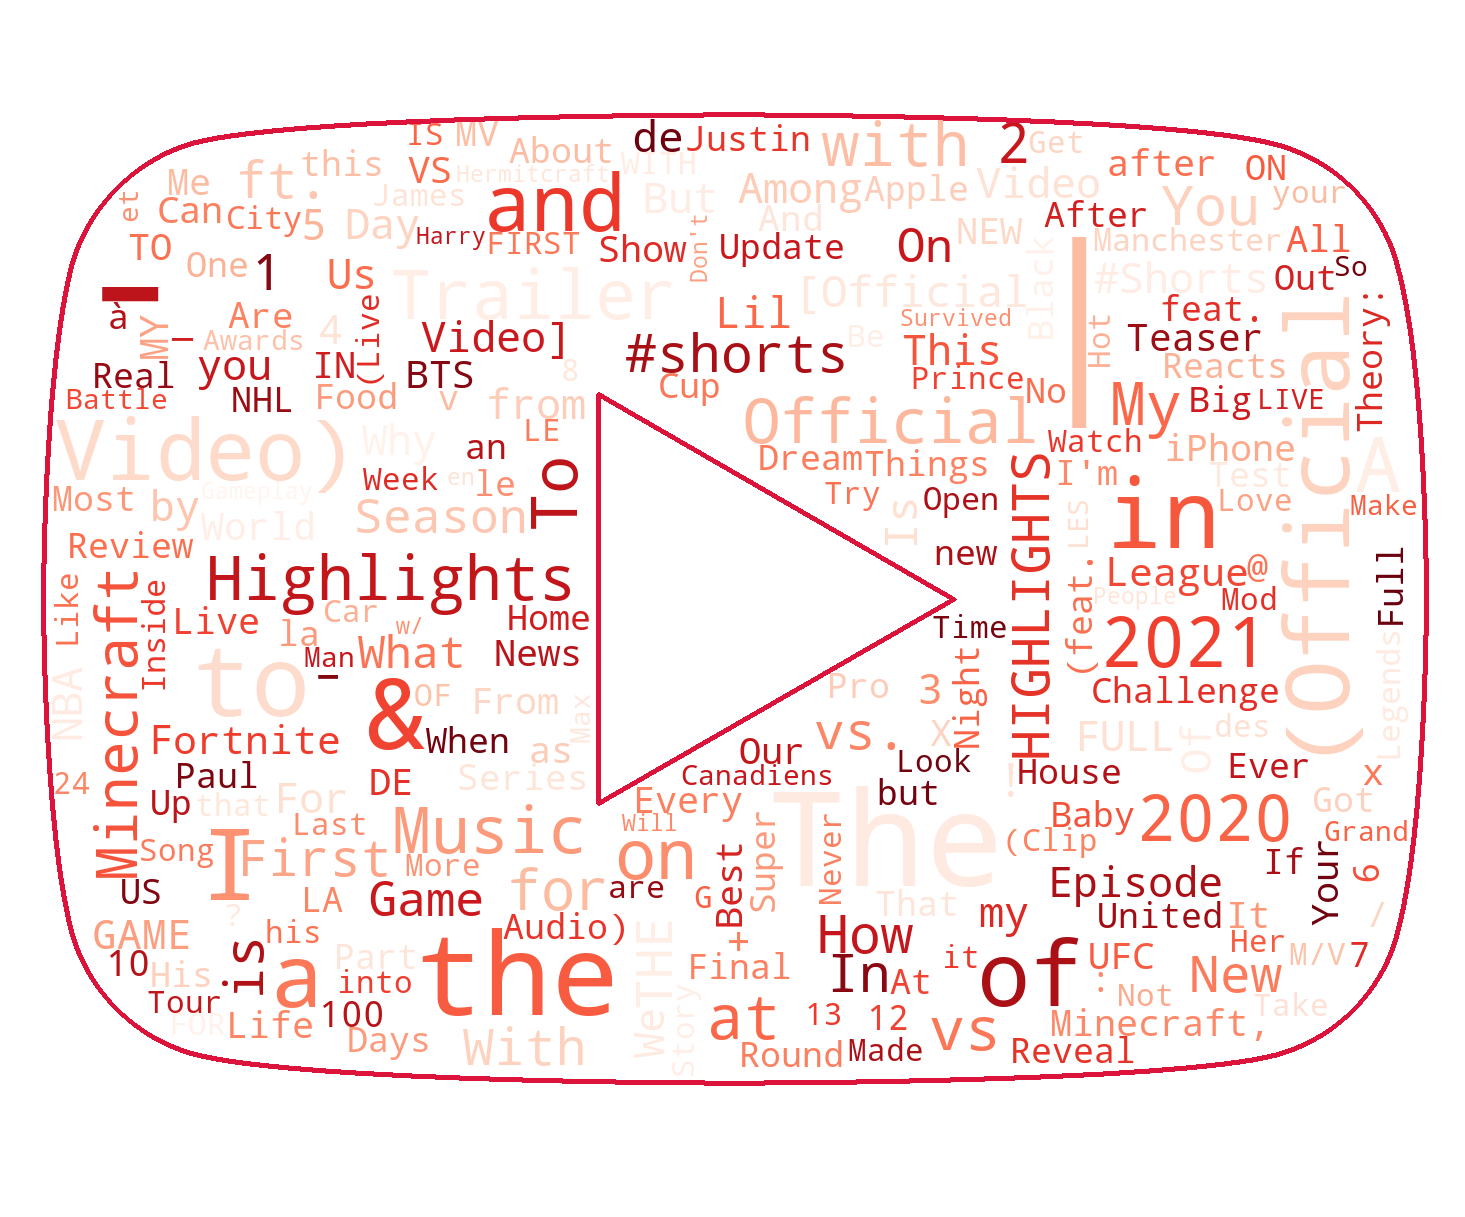 IS MV de Justin with 2 Get
this About WITH after ON
Me ft. VS Hermitcraft Among Apple Video You your
et Can City 5 Day James and But And After Manchester All
TO Harry FIRST Show Don't Update On NEW
One 1 Us Trailer [Official Black | #Shorts Out So
- à MY Are Awards 4 (Live Video] Lil Survived Hot feat. Theory:
– you IN BTS 8 #shorts Be This Teaser Reacts
Real NHL Food v from Cup Prince No My Big LIVE
Battle LE Official Watch iPhone (Official
Video) Why an Dream Things I'm Test A
Most by Gameplay Week en le To Try Is Open HIGHLIGHTS LES in Love Make
World Season
Review Highlights new League @ Full
Like Minecraft Inside Live la Car w/ Home Time (feat. People Mod
to Man – What News 2021 Legends
NBA & OF From Max Pro 3 Night Challenge
Fortnite When as vs. X FULL Of des
24 Paul DE Series Our Canadiens Look House Ever x
Up that For Every but ! Baby 2020 Got
Song Last Music Will The (Clip Grand
I First More on Super Never If
US LA Game for are G Best Episode Your 6
? his Audio) That United It /
GAME is the WeTHE + How my Her
10 His a Part into Final In At it of UFC : New M/V 7
Tour FOR Life 100 Story at 13 12 vs Not Take
Days With Round Made Reveal Minecraft,